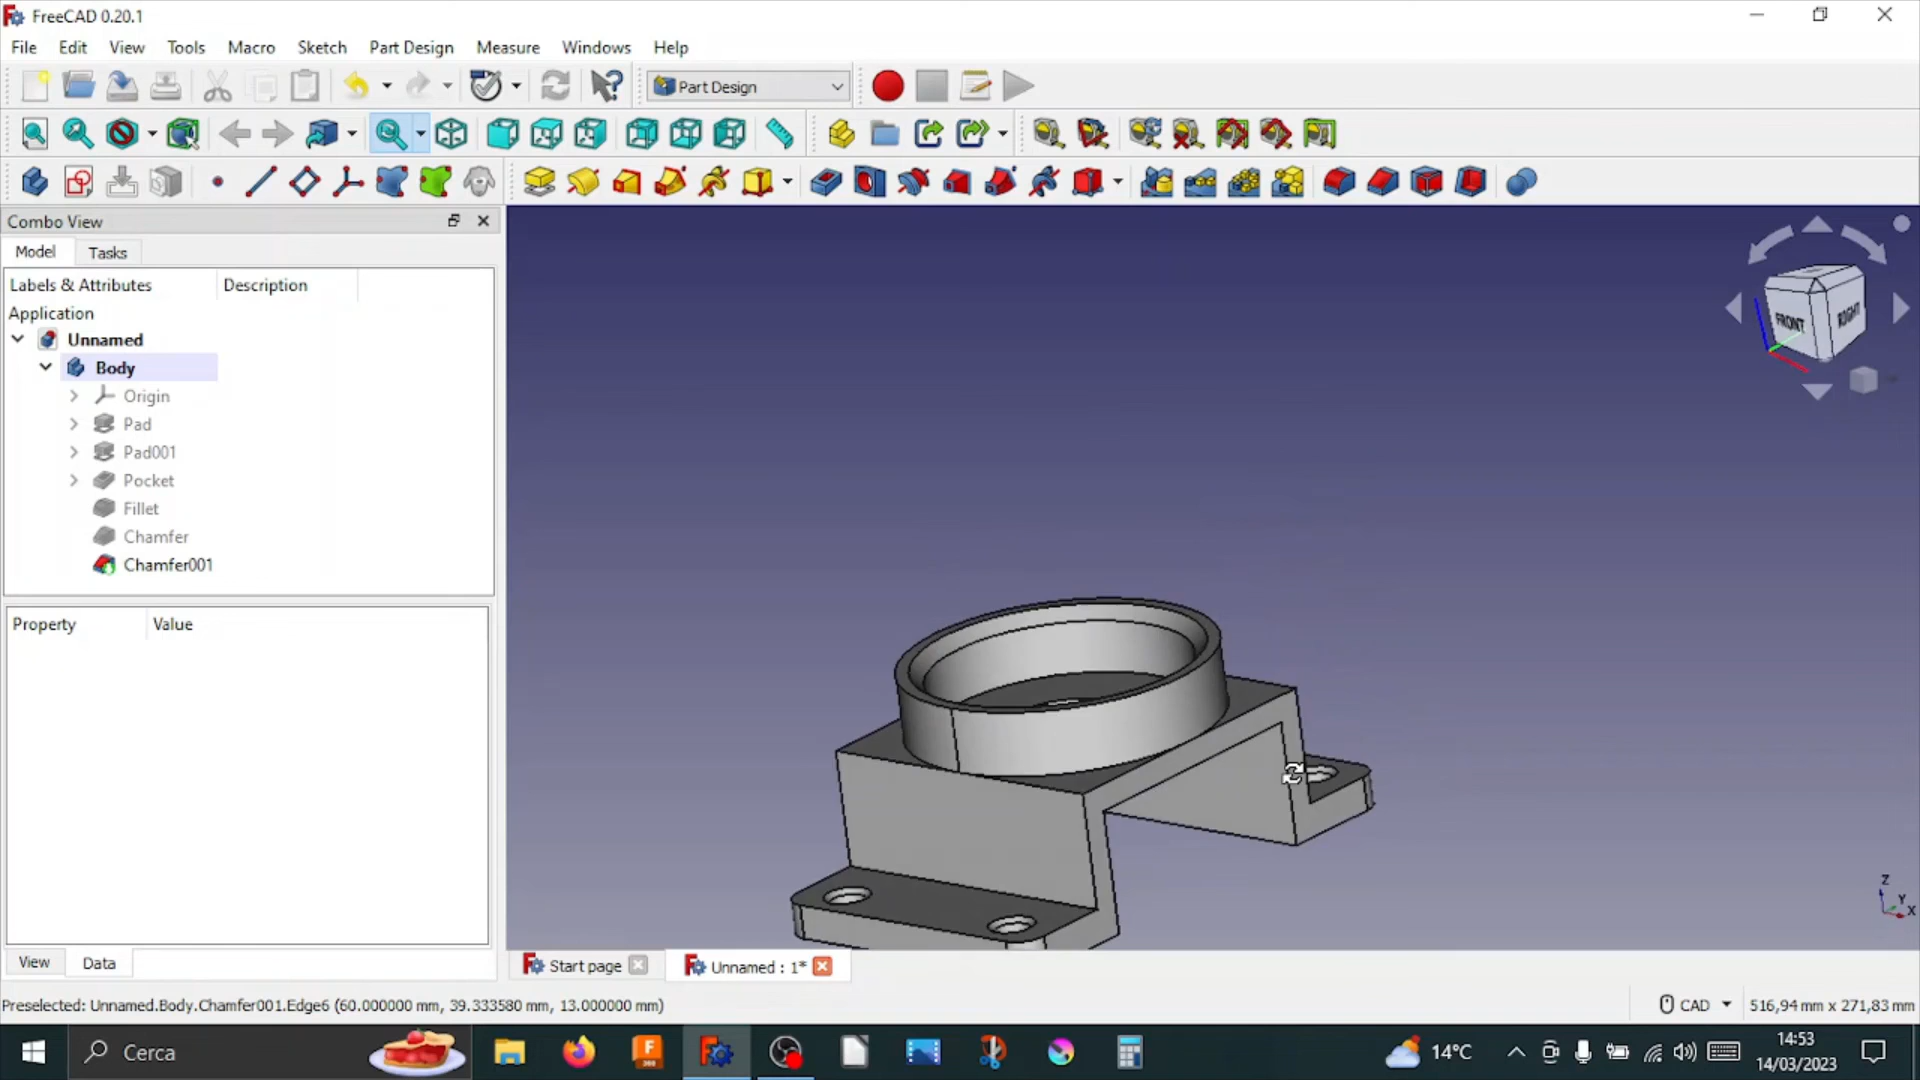 FreeCAD 0.20.1
File Edit View Tools Macro Sketch Part Design Measure Windows Help
Part Design
Combo View
Model Tasks
Labels & Attributes Description
Application
Unnamed
Body
Origin
Pad
Pad001
Pocket
Fillet
Chamfer
Chamfer001
FRONT RIGHT
Property Value
Z
Y
X
View Data
Start page Unnamed : 1*
Preselected: Unnamed.Body.Chamfer001.Edge6 (60.000000 mm, 39.333580 mm, 13.000000 mm) CAD 516,94 mm x 271,83 mm
Cerca 14°C 14:53
14/03/2023